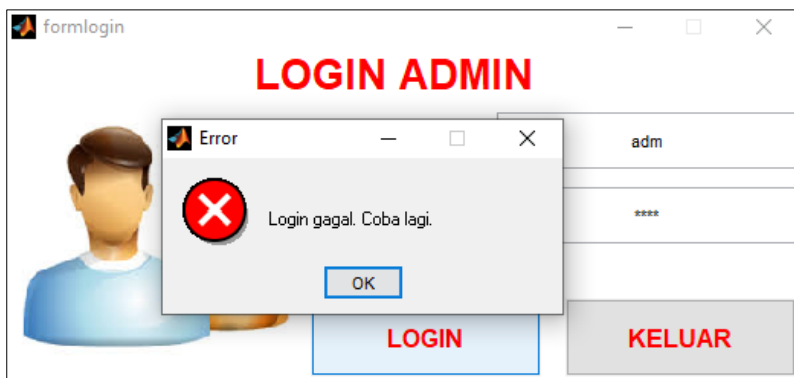 formlogin
LOGIN ADMIN
Error
adm
Login gagal. Coba lagi.
****
OK
LOGIN
KELUAR